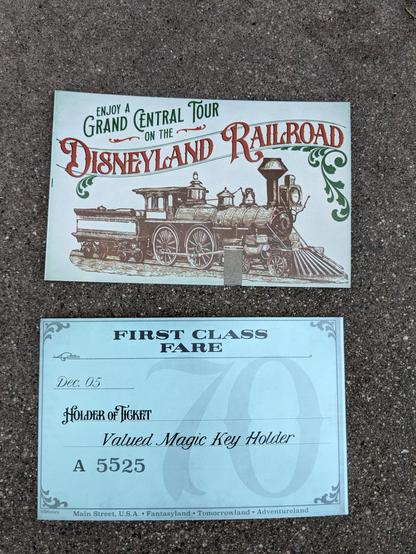 ENJOY A
GRAND CENTRAL TOUR
ON THE
DISNEYLAND RAILROAD
FIRST CLASS
FARE
Dec. 05
HOLDER OF TICKET
Valued Magic Key Holder
A 5525
70
©Disney
Main Street, U.S.A. • Fantasyland • Tomorrowland • Adventureland